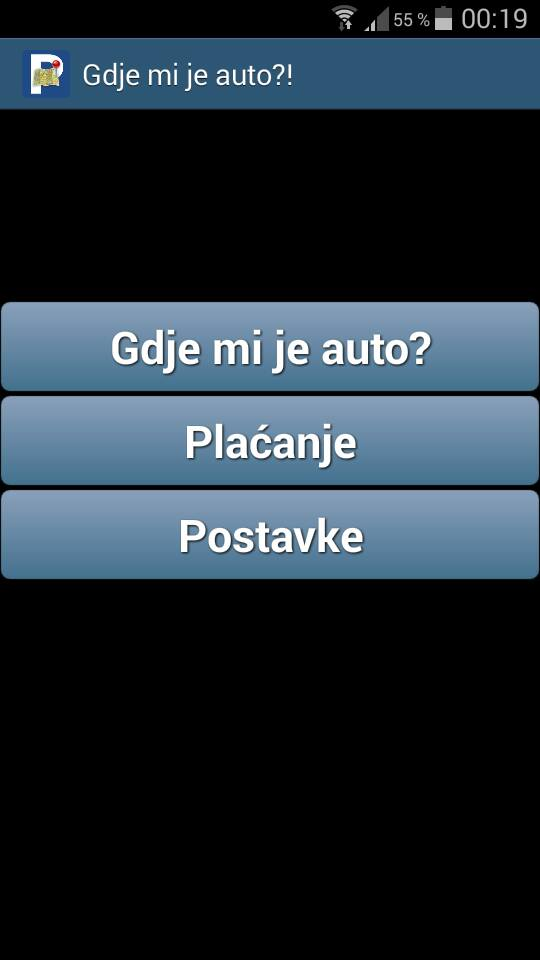 55 % 00:19
Gdje mi je auto?!
Gdje mi je auto?
Plaćanje
Postavke